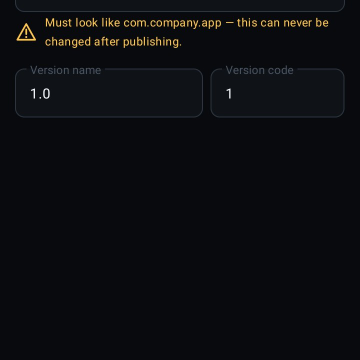 Must look like com.company.app — this can never be
changed after publishing.
Version name
Version code
1.0
1